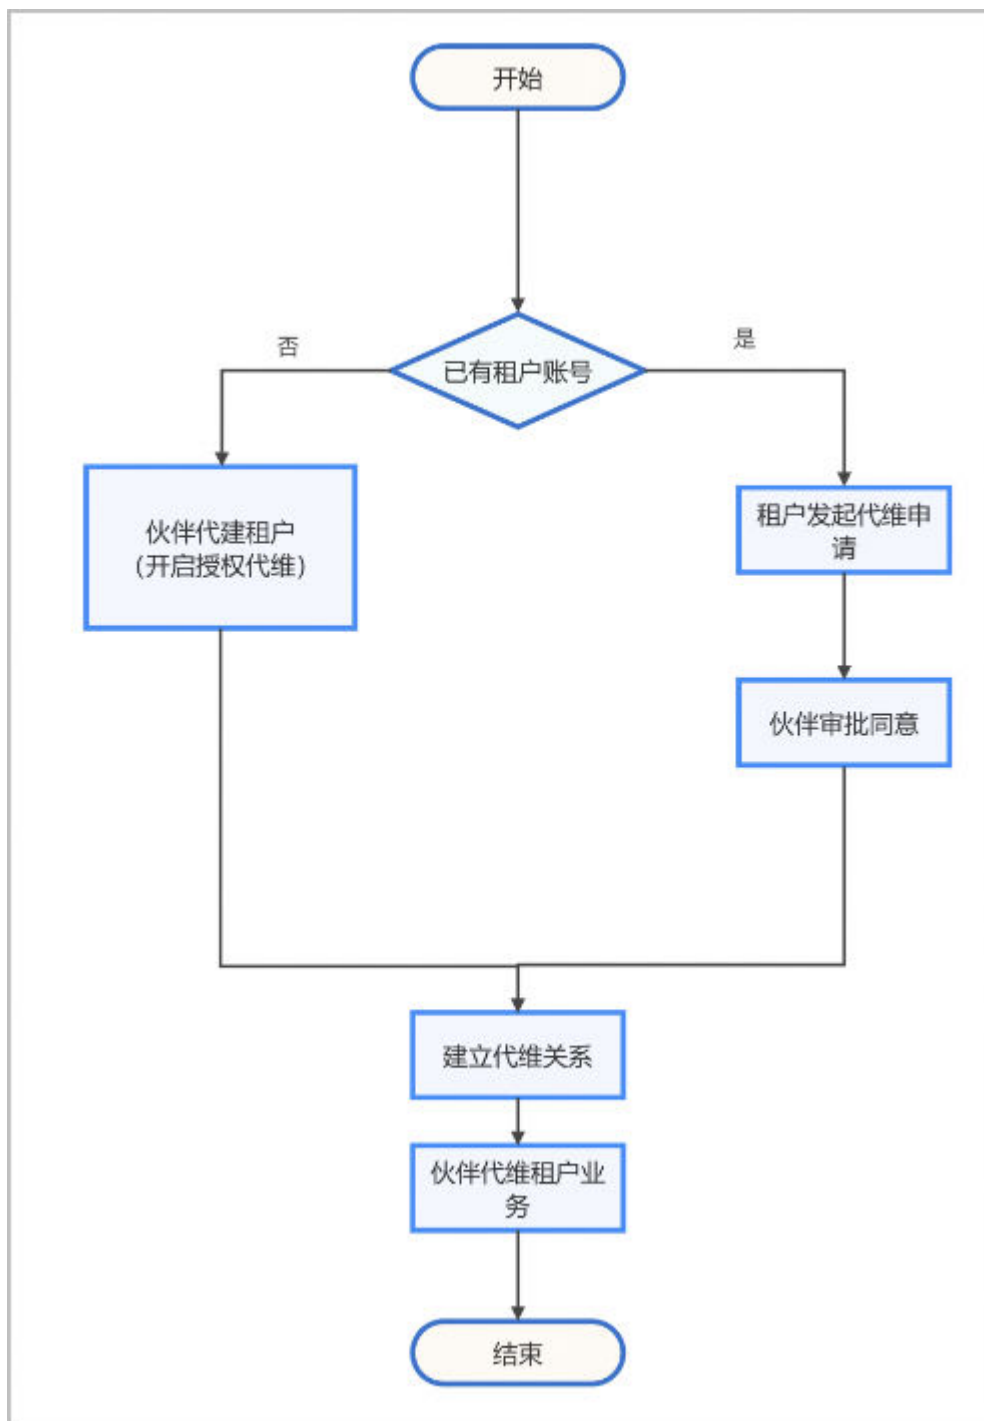 开始
否
是
已有租户账号
伙伴代建租户
（开启授权代维）
租户发起代维申
请
伙伴审批同意
建立代维关系
伙伴代维租户业
务
结束